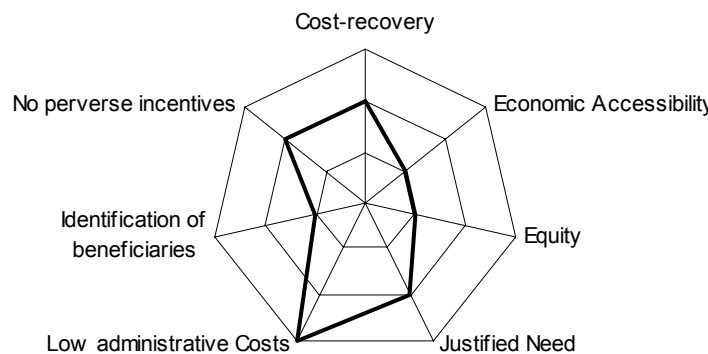 Cost-recovery
No perverse incentives
Economic Accessibility
Identification of
beneficiaries
Equity
Low administrative Costs
Justified Need